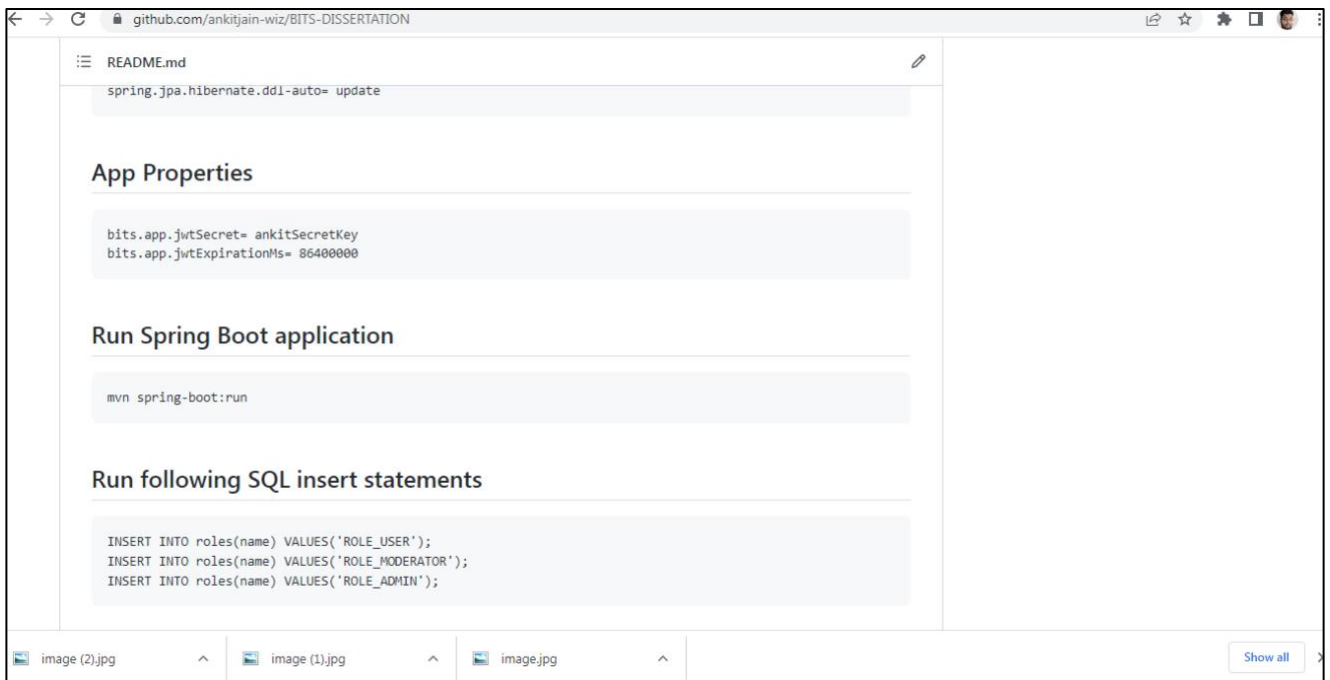 github.com/ankitjain-wiz/BITS-DISSERTATION
README.md
spring.jpa.hibernate.ddl-auto= update
App Properties
bits.app.jwtSecret= ankitSecretKey
bits.app.jwtExpirationMs= 86400000
Run Spring Boot application
mvn spring-boot:run
Run following SQL insert statements
INSERT INTO roles(name) VALUES('ROLE_USER');
INSERT INTO roles(name) VALUES('ROLE_MODERATOR');
INSERT INTO roles(name) VALUES('ROLE_ADMIN');
image (2).jpg image (1).jpg image.jpg Show all